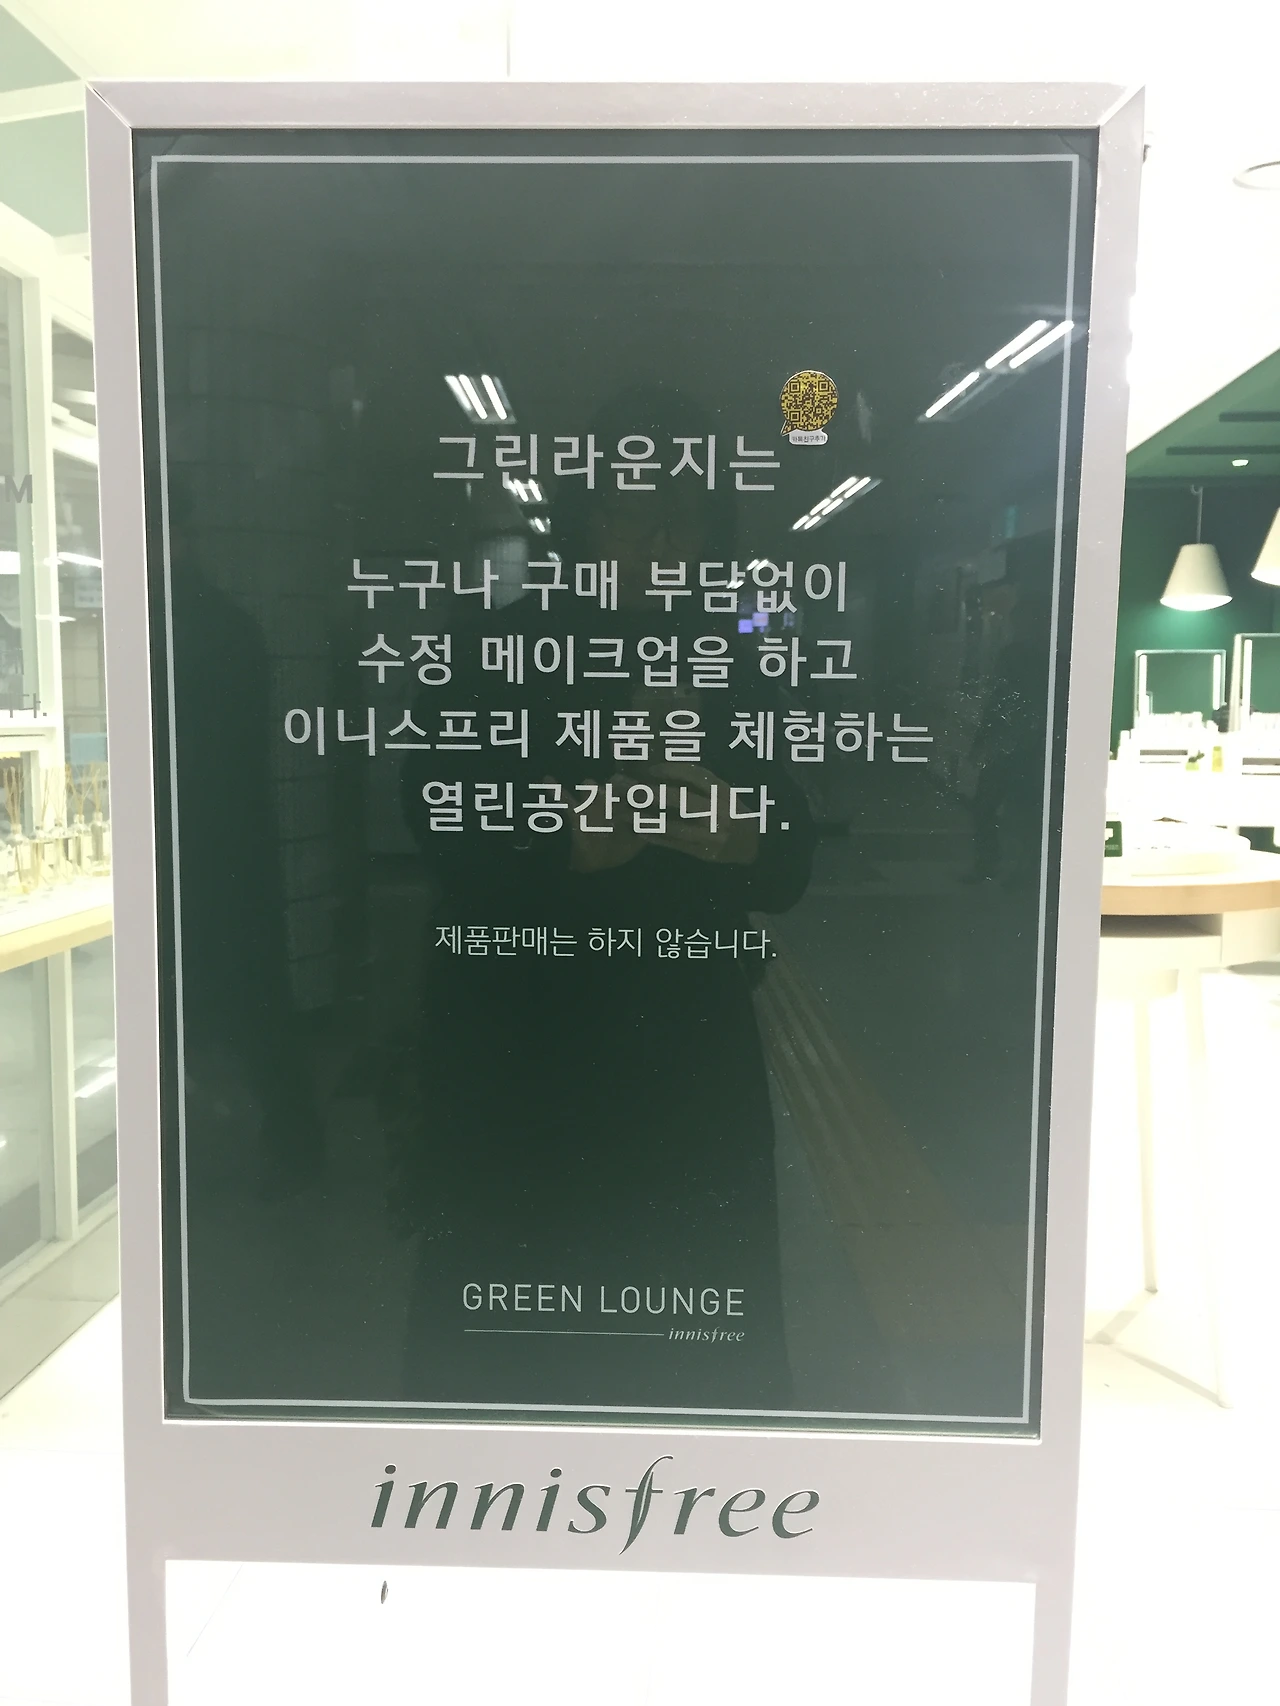 그린라운지는
누구나 구매 부담없이
수정 메이크업을 하고
이니스프리 제품을 체험하는
열린공간입니다.
제품판매는 하지 않습니다.
GREEN LOUNGE
innisfree
innisfree